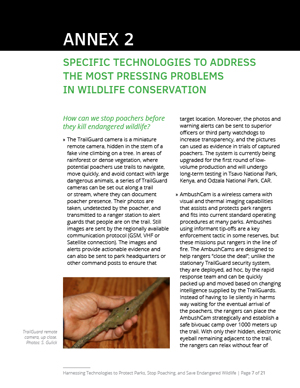 ANNEX 2
SPECIFIC TECHNOLOGIES TO ADDRESS
THE MOST PRESSING PROBLEMS
IN WILDLIFE CONSERVATION
How can we stop poachers before
they kill endangered wildlife?
• The TrailGuard camera is a miniature
remote camera, hidden in the stem of a
fake vine climbing on a tree. In areas of
rainforest or dense vegetation, where
potential poachers use trails to navigate,
move quickly, and avoid contact with large
dangerous animals, a series of TrailGuard
cameras can be set out along a trail
or stream, where they can document
poacher presence. Their photos are
taken, undetected by the poacher, and
transmitted to a ranger station to alert
guards that people are on the trail. Still
images are sent by the regionally available
communication protocol (GSM, VHF or
Satellite connection). The images and
alerts provide actionable evidence and
can also be sent to park headquarters or
other command posts to ensure that
TrailGuard remote
camera, up close.
Photos: Z. Gulid.
target location. Moreover, the photos and
warning alerts can be sent to superior
officers or third party watchdogs to
increase transparency, and the pictures
can used as evidence in trials of captured
poachers. The system is currently being
upgraded for the first round of low-
volume production and will undergo
long-term testing in Tsavo National Park,
Kenya, and Odzala National Park, CAR.
• AmbushCam is a wireless camera with
visual and thermal imaging capabilities
that assists and protects park rangers
and fits into current standard operating
procedures at many parks. Ambushes
using informant tip-offs are a key
enforcement tactic in some reserves, but
these missions put rangers in the line of
fire. The AmbushCams are designed to
help rangers "close the deal"; unlike the
stationary TrailGuard security system,
they are deployed, ad hoc, by the rapid
response team and can be quickly
packed up and moved based on changing
intelligence supplied by the TrailGuards.
Instead of having to lie silently in harms
way waiting for the eventual arrival of
the poachers, the rangers can place the
AmbushCam strategically and establish a
safe bivouac camp over 1000 meters up
the trail. With only their hidden, electronic
eyeball remaining adjacent to the trail,
the rangers can relax without fear of
Harnessing Technologies to Protect Parks, Stop Poaching, and Save Endangered Wildlife | Page 7 of 21